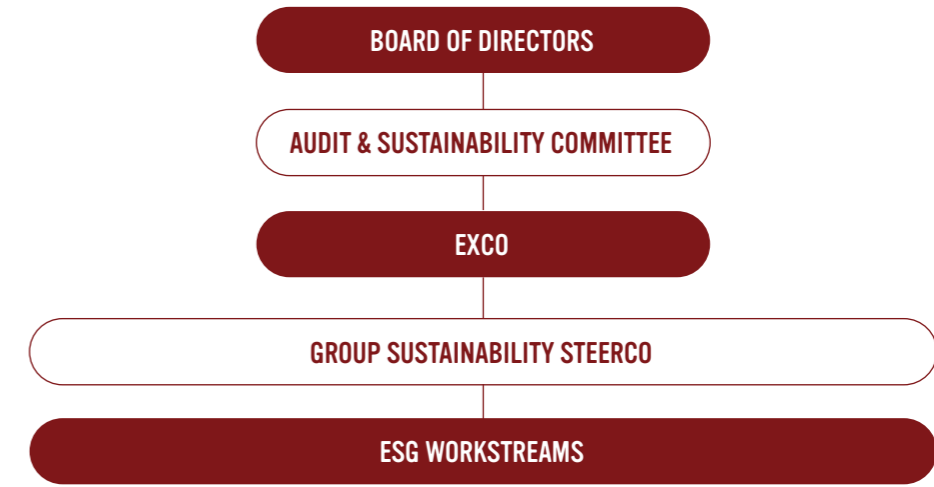 BOARD OF DIRECTORS
AUDIT & SUSTAINABILITY COMMITTEE
EXCO
GROUP SUSTAINABILITY STEERCO
ESG WORKSTREAMS